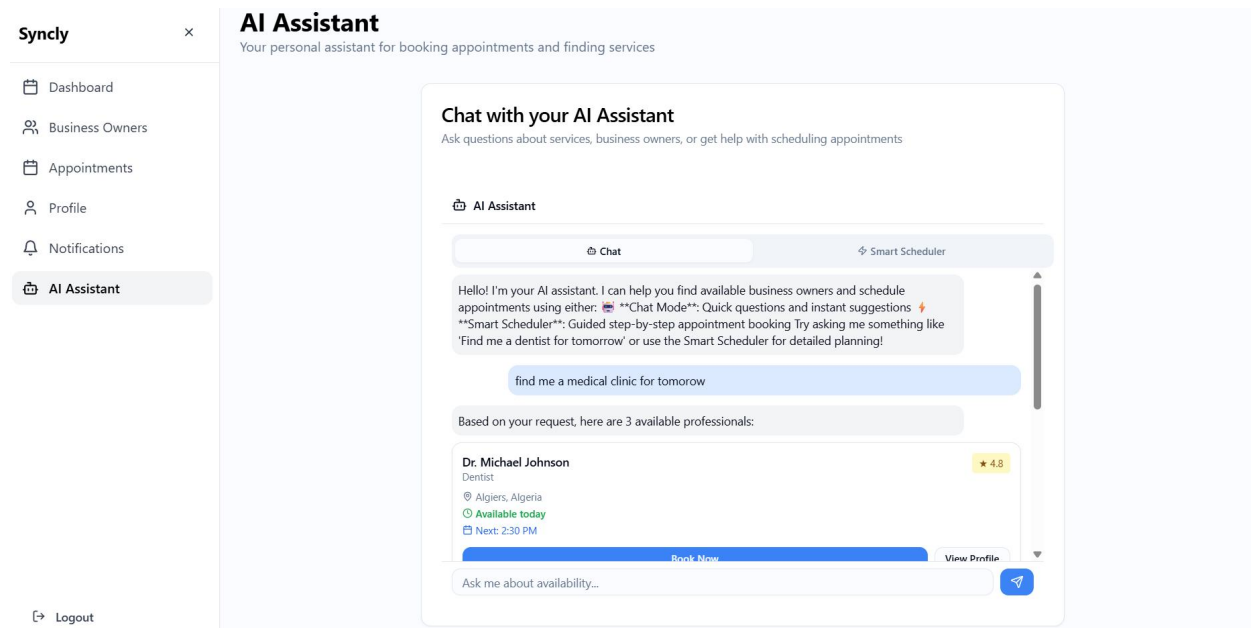 Syncly
×
Dashboard
Business Owners
Appointments
Profile
Notifications
AI Assistant
Logout
AI Assistant
Your personal assistant for booking appointments and finding services
Chat with your AI Assistant
Ask questions about services, business owners, or get help with scheduling appointments
AI Assistant
Chat
Smart Scheduler
Hello! I'm your AI assistant. I can help you find available business owners and schedule
appointments using either: 🤖 **Chat Mode**: Quick questions and instant suggestions ⚡
**Smart Scheduler**: Guided step-by-step appointment booking Try asking me something like
'Find me a dentist for tomorrow' or use the Smart Scheduler for detailed planning!
find me a medical clinic for tomorow
Based on your request, here are 3 available professionals:
Dr. Michael Johnson
★ 4.8
Dentist
Algiers, Algeria
Available today
Next: 2:30 PM
Book Now
View Profile
Ask me about availability...